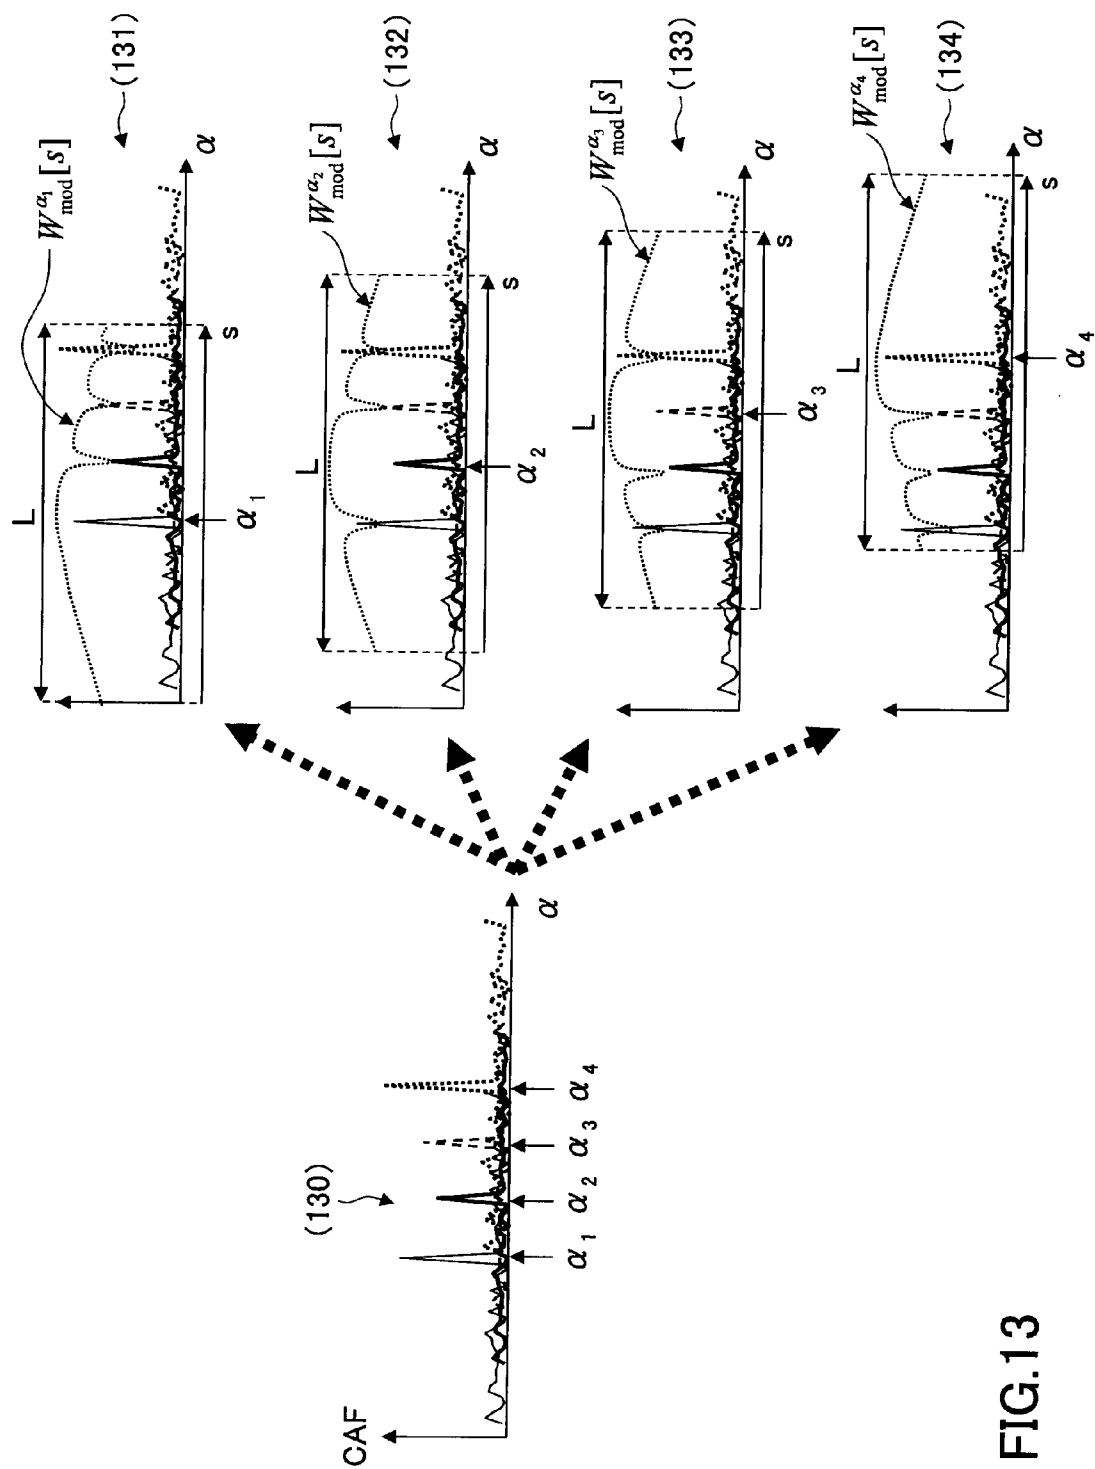 CAF
(130)
α
α1
α2
α3
α4
L
W^{α1}_{mod}[s]
(131)
α
s
α1
L
W^{α2}_{mod}[s]
(132)
α
s
α2
L
W^{α3}_{mod}[s]
(133)
α
s
α3
L
W^{α4}_{mod}[s]
(134)
α
s
α4
FIG.13